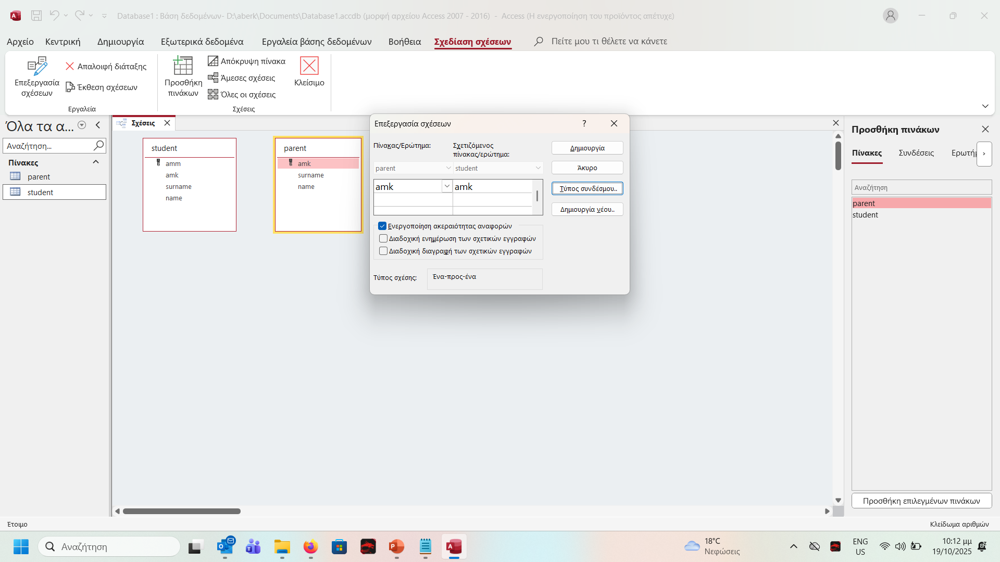 Database1 : Βάση δεδομένων- D:\aberk\Documents\Database1.accdb (μορφή αρχείου Access 2007 - 2016)  -  Access (Η ενεργοποίηση του προϊόντος απέτυχε)
Αρχείο Κεντρική Δημιουργία Εξωτερικά δεδομένα Εργαλεία βάσης δεδομένων Βοήθεια Σχεδίαση σχέσεων Πείτε μου τι θέλετε να κάνετε
Επεξεργασία σχέσεων
Απαλοιφή διάταξης
Έκθεση σχέσεων
Εργαλεία
Προσθήκη πινάκων
Απόκρυψη πίνακα
Άμεσες σχέσεις
Όλες οι σχέσεις
Σχέσεις
Κλείσιμο
Όλα τα α...
Αναζήτηση...
Πίνακες
parent
student
Σχέσεις
student
amm
amk
surname
name
parent
amk
surname
name
Επεξεργασία σχέσεων ?
Πίνακας/Ερώτημα: Σχετιζόμενος
πίνακας/ερώτημα:
parent student
amk amk
Ενεργοποίηση ακεραιότητας αναφορών
Διαδοχική ενημέρωση των σχετικών εγγραφών
Διαδοχική διαγραφή των σχετικών εγγραφών
Τύπος σχέσης: Ένα-προς-ένα
Δημιουργία
Άκυρο
Τύπος συνδέσμου..
Δημιουργία νέου..
Προσθήκη πινάκων
Πίνακες Συνδέσεις Ερωτήμ
Αναζήτηση
parent
student
Προσθήκη επιλεγμένων πινάκων
Έτοιμο Κλείδωμα αριθμών
Αναζήτηση
18°C
Νεφώσεις
ENG
US
10:12 μμ
19/10/2025